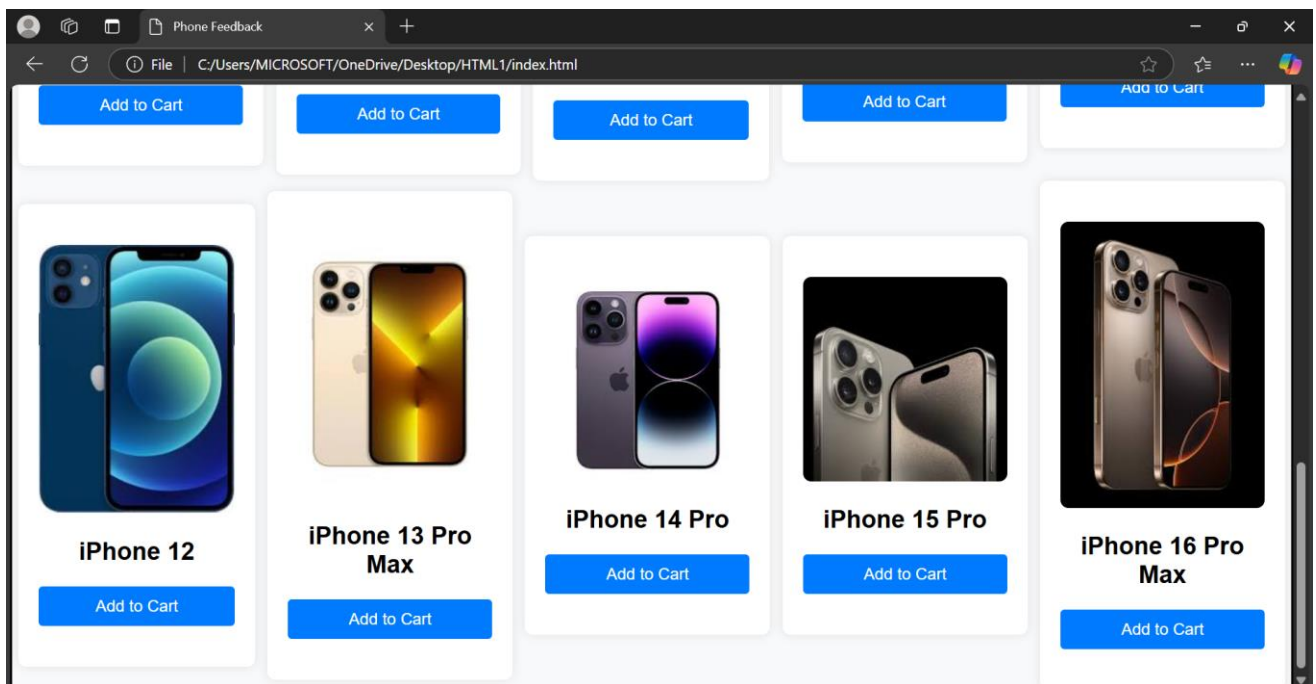 Phone Feedback
File | C:/Users/MICROSOFT/OneDrive/Desktop/HTML1/index.html
Add to Cart
Add to Cart
Add to Cart
Add to Cart
Add to Cart
iPhone 12
Add to Cart
iPhone 13 Pro
Max
Add to Cart
iPhone 14 Pro
Add to Cart
iPhone 15 Pro
Add to Cart
iPhone 16 Pro
Max
Add to Cart